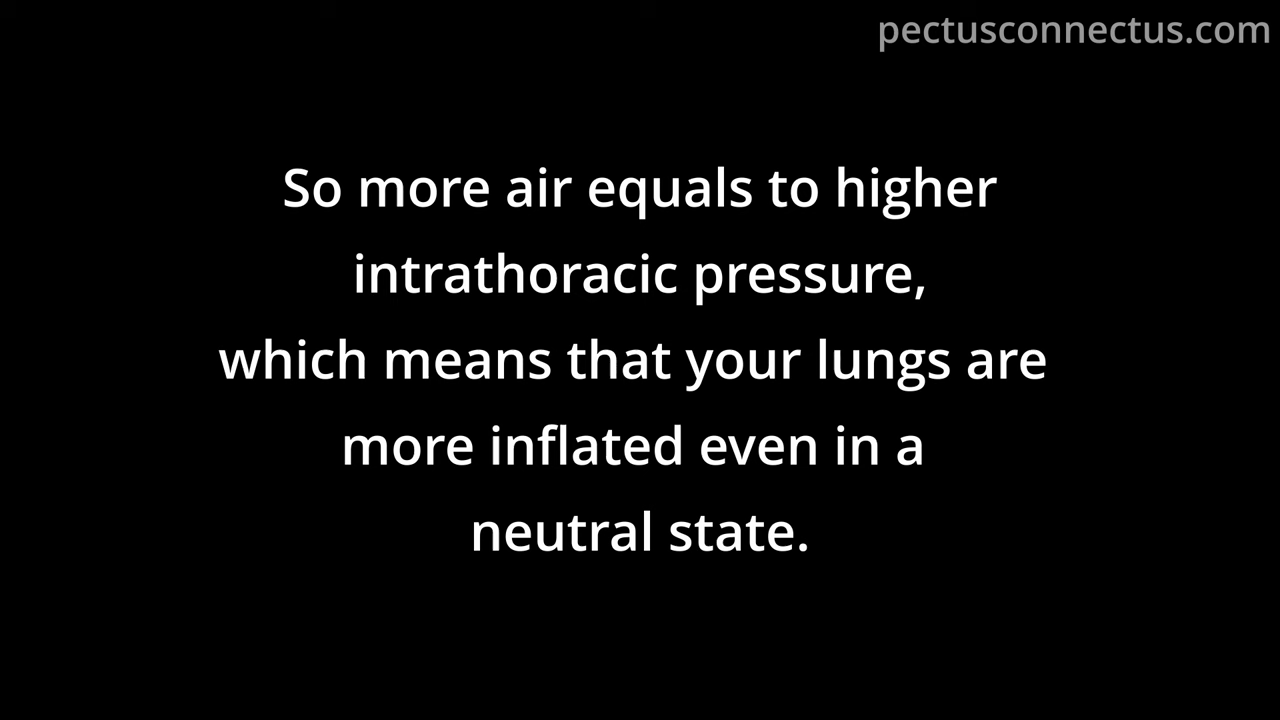 pectusconnectus.com
So more air equals to higher
intrathoracic pressure,
which means that your lungs are
more inflated even in a
neutral state.